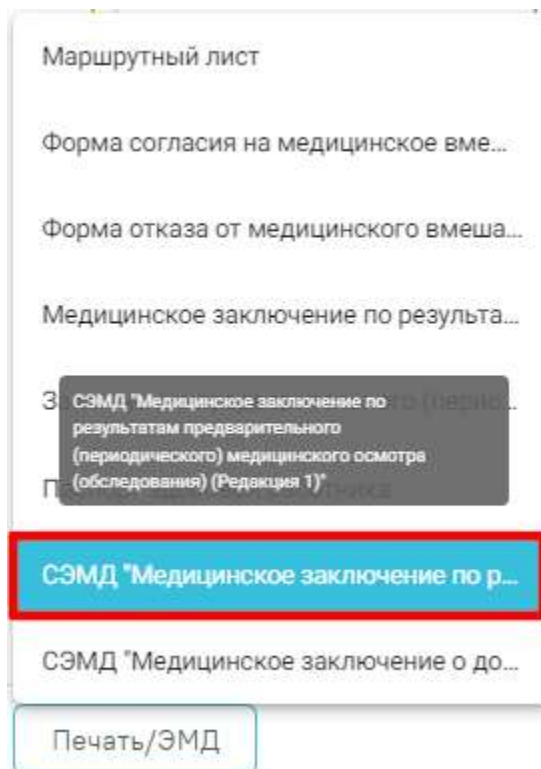 Маршрутный лист
Форма согласия на медицинское вме...
Форма отказа от медицинского вмеша...
Медицинское заключение по результа...
СЭМД "Медицинское заключение по
результатам предварительного
(периодического) медицинского осмотра
(обследования) (Редакция 1)"
СЭМД "Медицинское заключение по р...
СЭМД "Медицинское заключение о до...
Печать/ЭМД